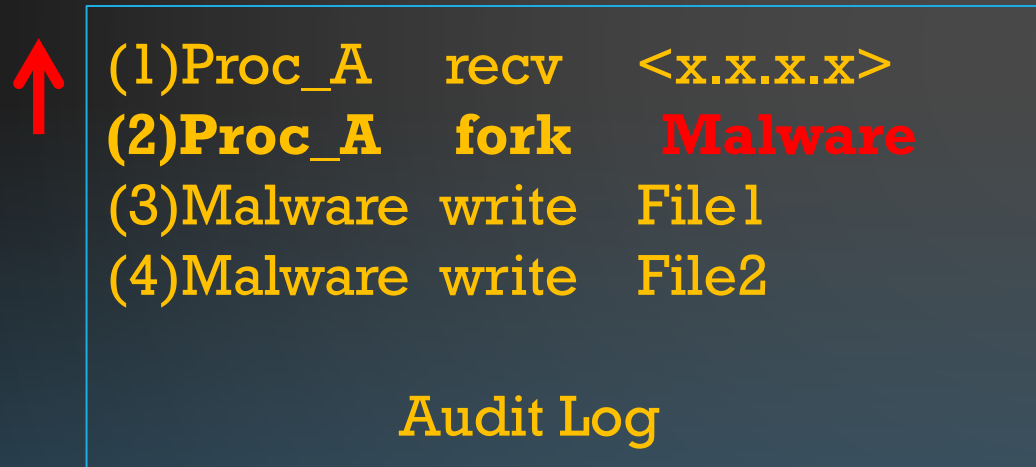 (1)Proc_A recv <x.x.x.x>
(2)Proc_A fork Malware
(3)Malware write File1
(4)Malware write File2
Audit Log